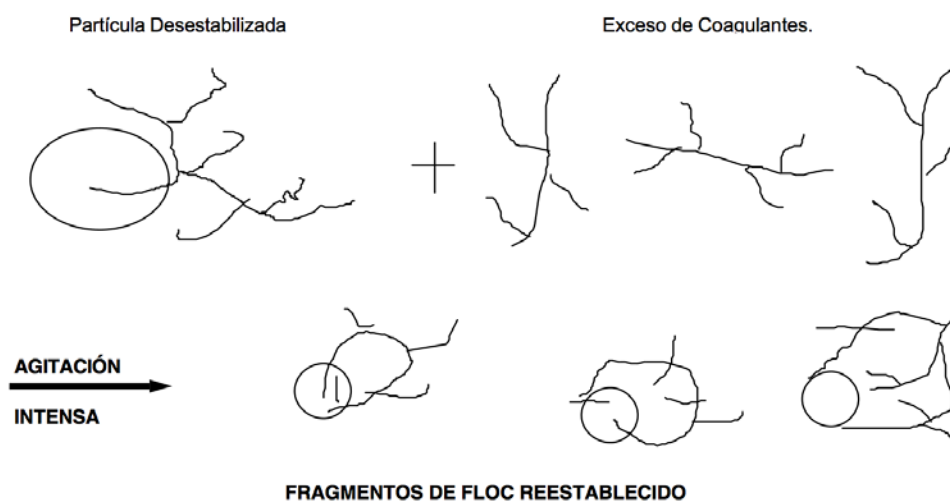 Partícula Desestabilizada
Exceso de Coagulantes.
AGITACIÓN
INTENSA
FRAGMENTOS DE FLOC REESTABLECIDO